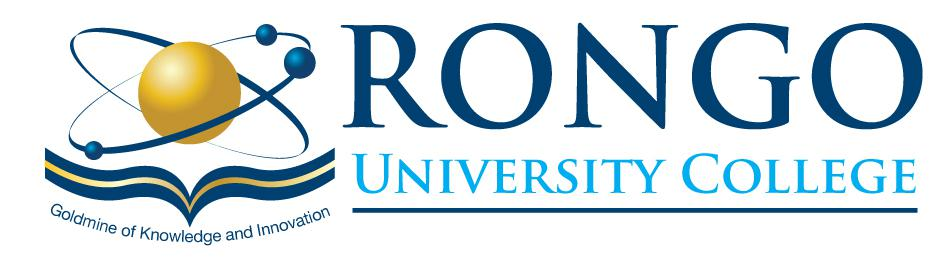 RONGO
UNIVERSITY COLLEGE
Goldmine of Knowledge and Innovation